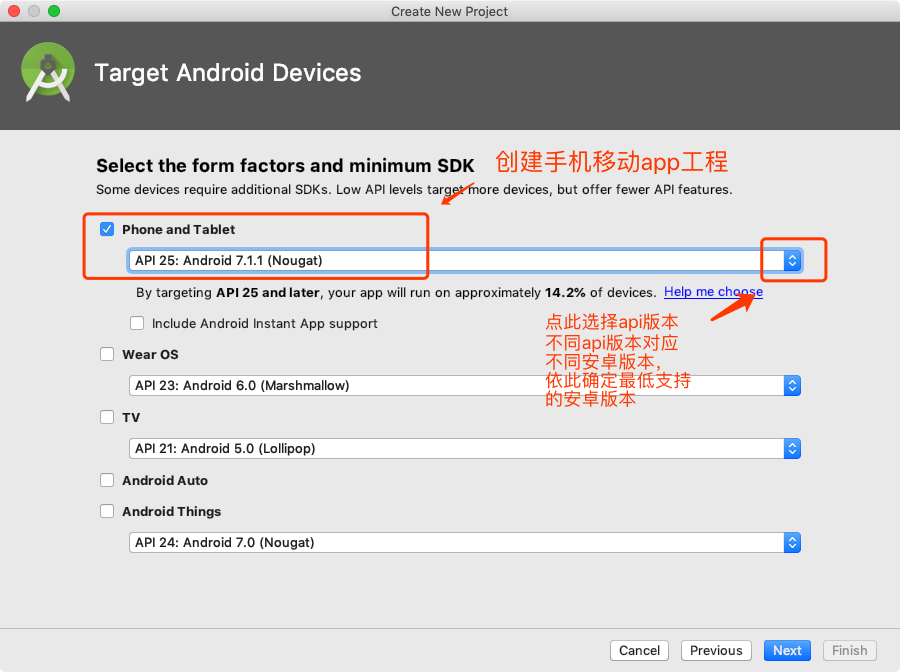 Create New Project
Target Android Devices
Select the form factors and minimum SDK
创建手机移动app工程
Some devices require additional SDKs. Low API levels target more devices, but offer fewer API features.
Phone and Tablet
API 25: Android 7.1.1 (Nougat)
By targeting API 25 and later, your app will run on approximately 14.2% of devices. Help me choose
Include Android Instant App support
点此选择api版本
不同api版本对应
不同安卓版本,
依此确定最低支持
的安卓版本
Wear OS
API 23: Android 6.0 (Marshmallow)
TV
API 21: Android 5.0 (Lollipop)
Android Auto
Android Things
API 24: Android 7.0 (Nougat)
Cancel
Previous
Next
Finish